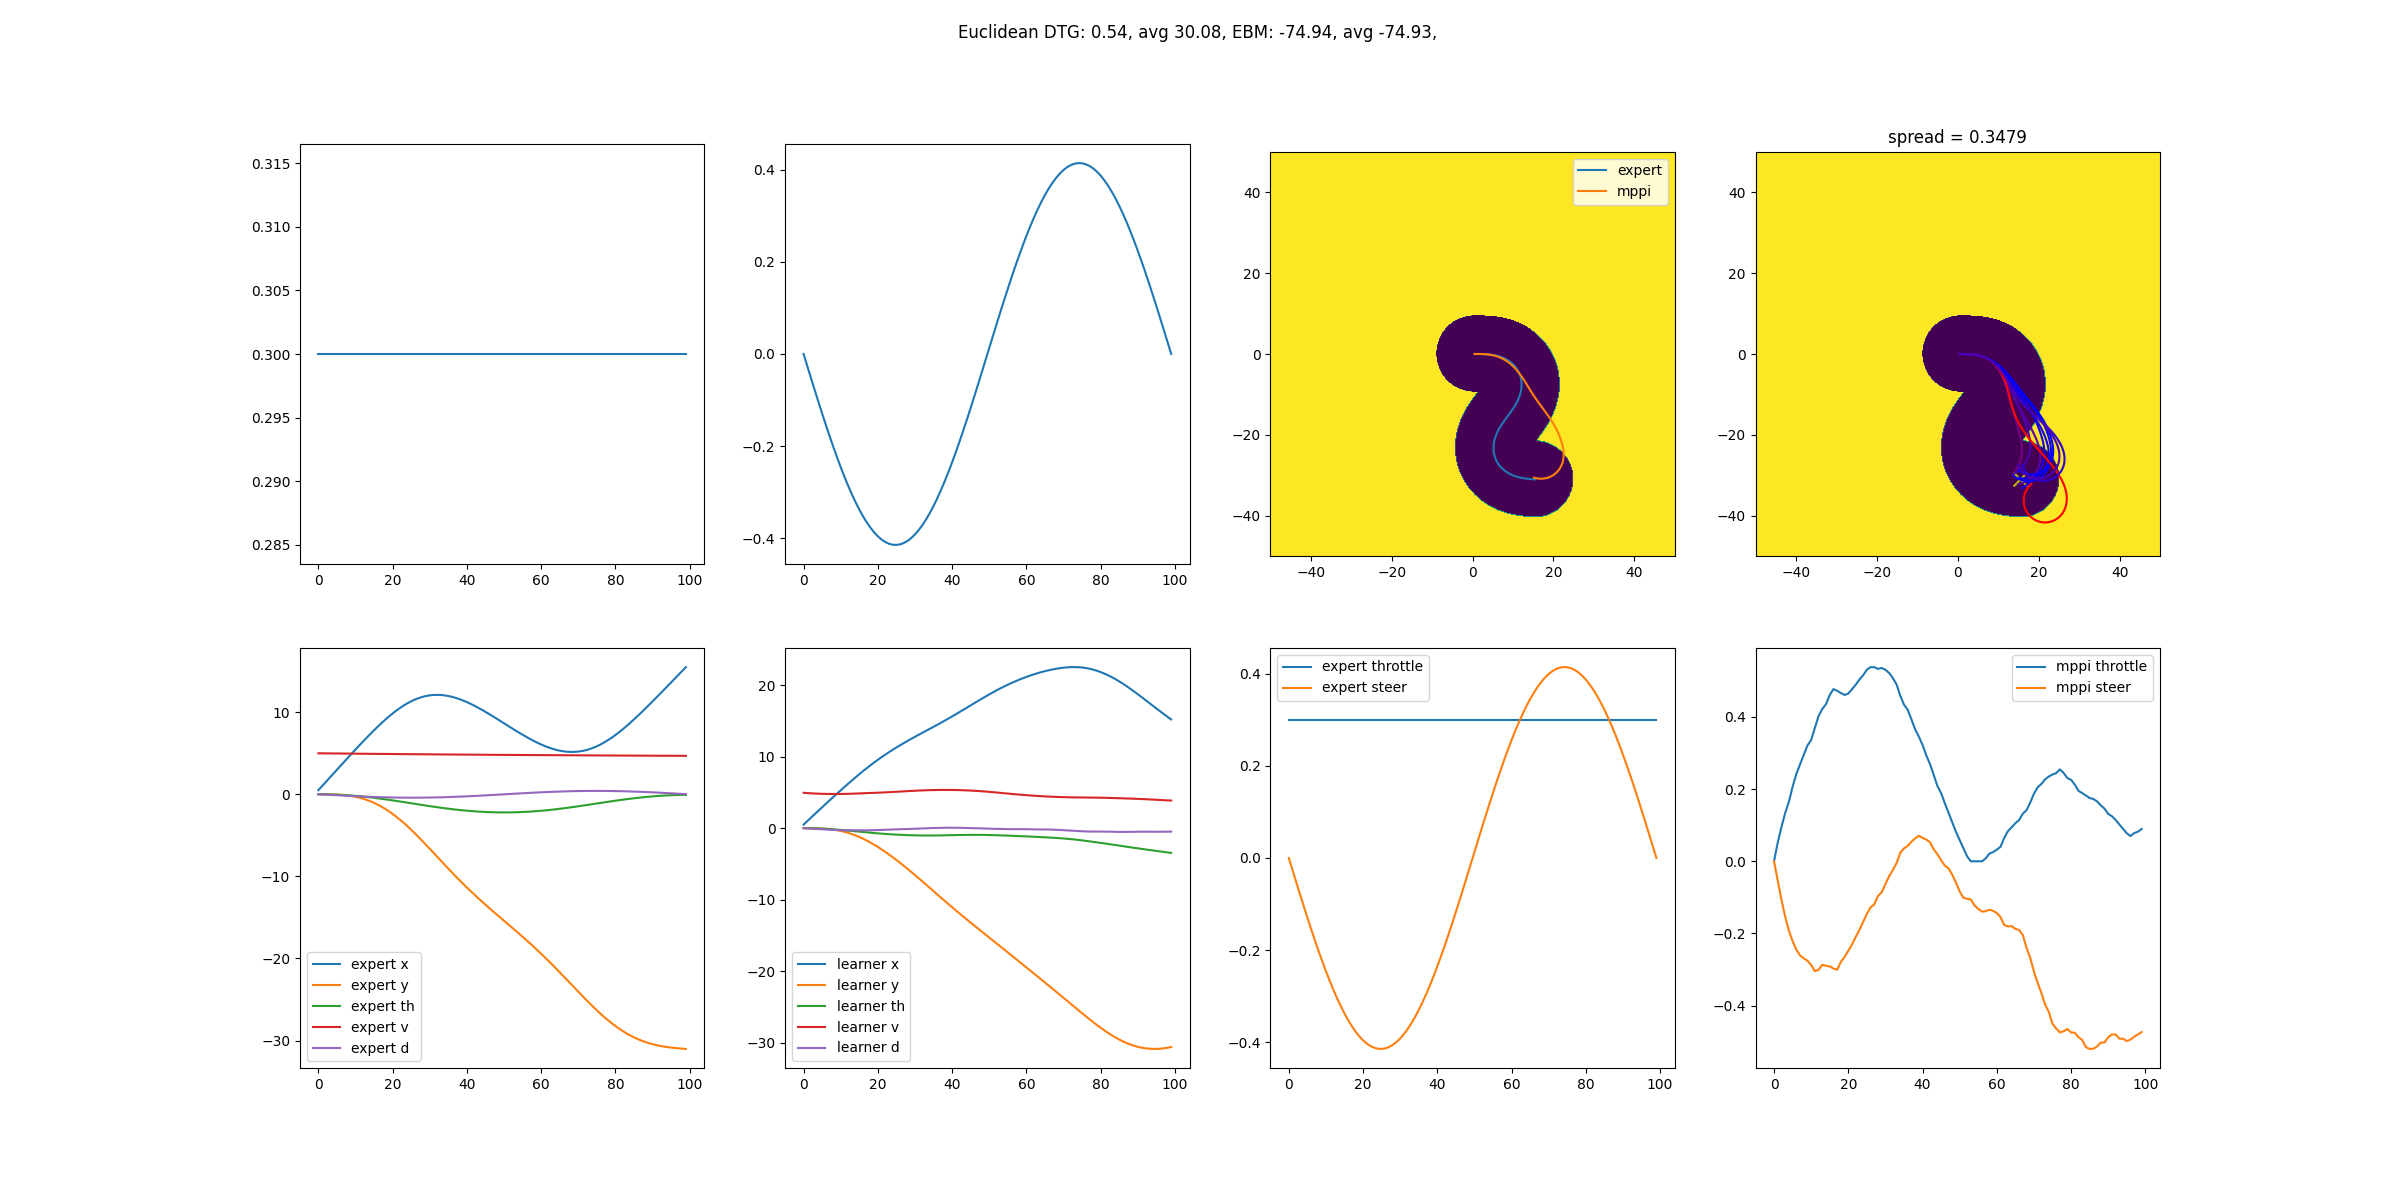 Euclidean DTG: 0.54, avg 30.08, EBM: -74.94, avg -74.93,
0.315
0.310
0.305
0.300
0.295
0.290
0.285
0 20 40 60 80 100
0.4
0.2
0.0
−0.2
−0.4
0 20 40 60 80 100
expert
mppi
40
20
0
−20
−40
−40 −20 0 20 40
spread = 0.3479
40
20
0
−20
−40
−40 −20 0 20 40
10
0
−10
−20
−30
expert x
expert y
expert th
expert v
expert d
0 20 40 60 80 100
20
10
0
−10
−20
−30
learner x
learner y
learner th
learner v
learner d
0 20 40 60 80 100
expert throttle
expert steer
0.4
0.2
0.0
−0.2
−0.4
0 20 40 60 80 100
mppi throttle
mppi steer
0.4
0.2
0.0
−0.2
−0.4
0 20 40 60 80 100